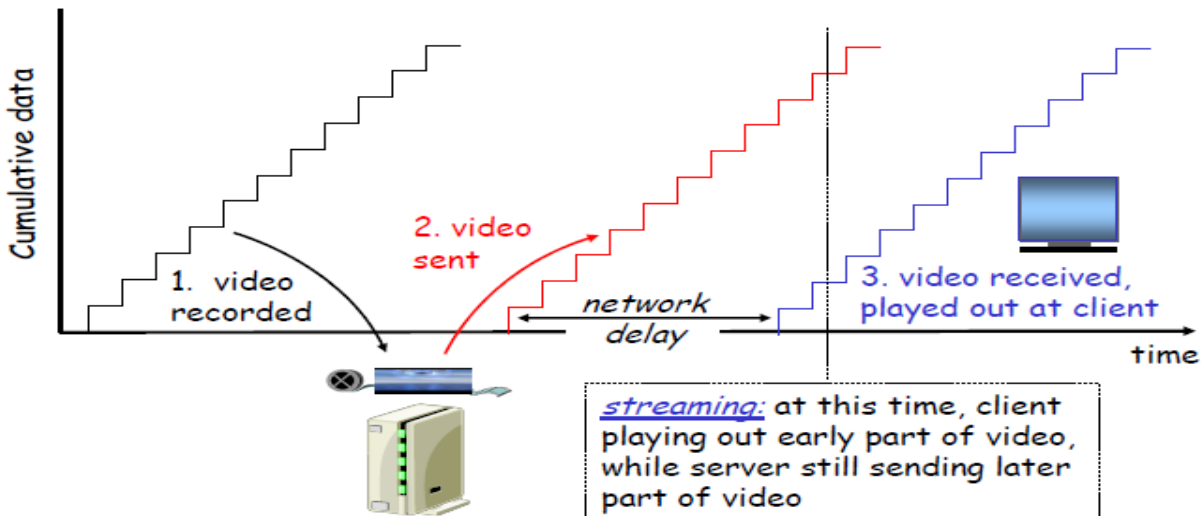 Cumulative data
1. video
recorded
2. video
sent
network
delay
3. video received,
played out at client
time
streaming: at this time, client
playing out early part of video,
while server still sending later
part of video